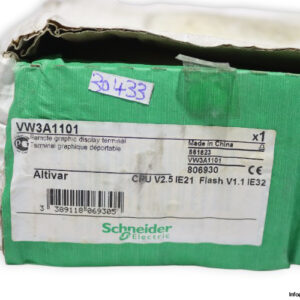 30433
VW3A1101
x1
Remote graphic display terminal
Terminal graphique déportable
Made in China
561623
VW3A1101
806930
Altivar
CPU V2.5 IE21 Flash V1.1 IE32
3 389118 069305
Schneider
Electric